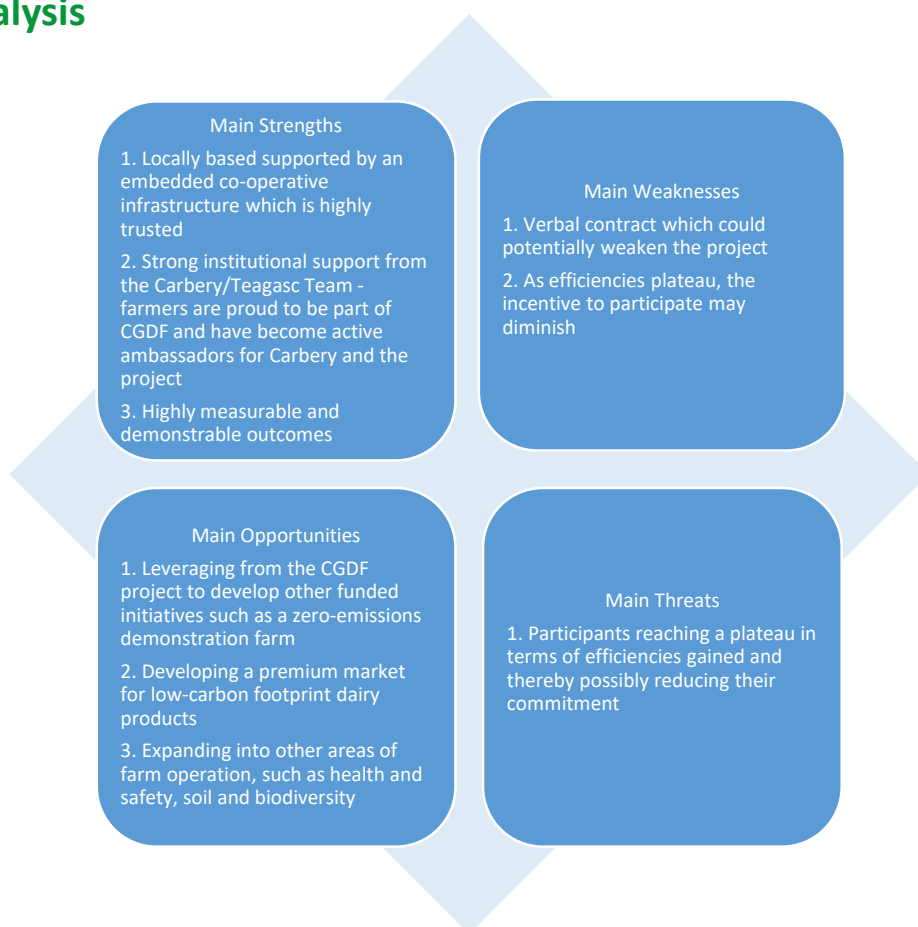 alysis
Main Strengths
1. Locally based supported by an
embedded co-operative
infrastructure which is highly
trusted
2. Strong institutional support from
the Carbery/Teagasc Team -
farmers are proud to be part of
CGDF and have become active
ambassadors for Carbery and the
project
3. Highly measurable and
demonstrable outcomes
Main Weaknesses
1. Verbal contract which could
potentially weaken the project
2. As efficiencies plateau, the
incentive to participate may
diminish
Main Opportunities
1. Leveraging from the CGDF
project to develop other funded
initiatives such as a zero-emissions
demonstration farm
2. Developing a premium market
for low-carbon footprint dairy
products
3. Expanding into other areas of
farm operation, such as health and
safety, soil and biodiversity
Main Threats
1. Participants reaching a plateau in
terms of efficiencies gained and
thereby possibly reducing their
commitment